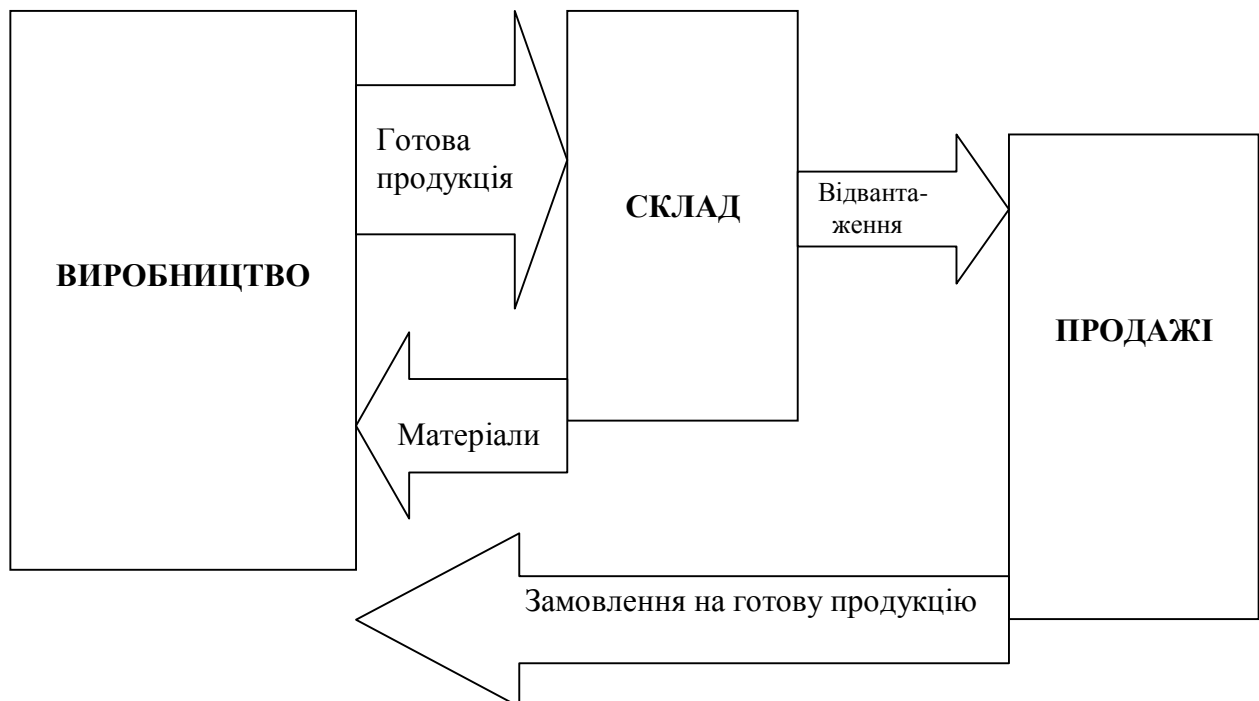 Готова
продукція
СКЛАД
Відванта-
ження
ВИРОБНИЦТВО
ПРОДАЖІ
Матеріали
Замовлення на готову продукцію